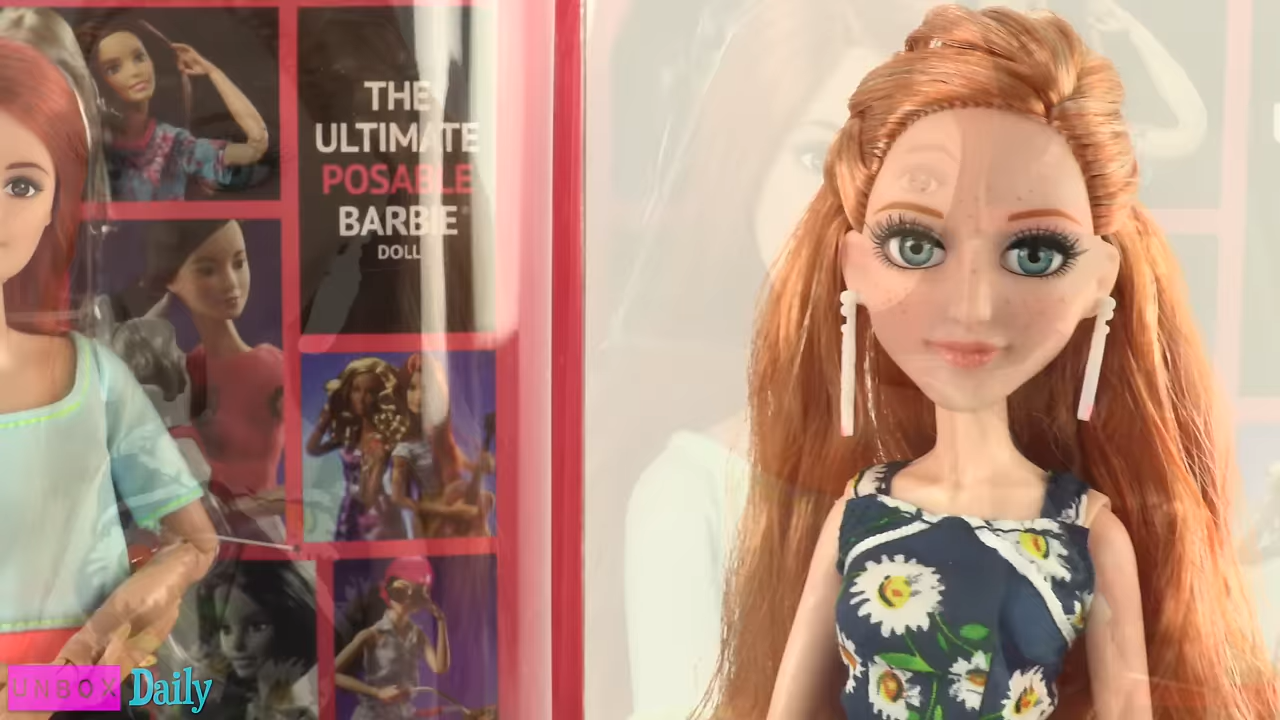 THE
ULTIMATE
POSABLE
BARBIE®
DOLL
UNBOX Daily